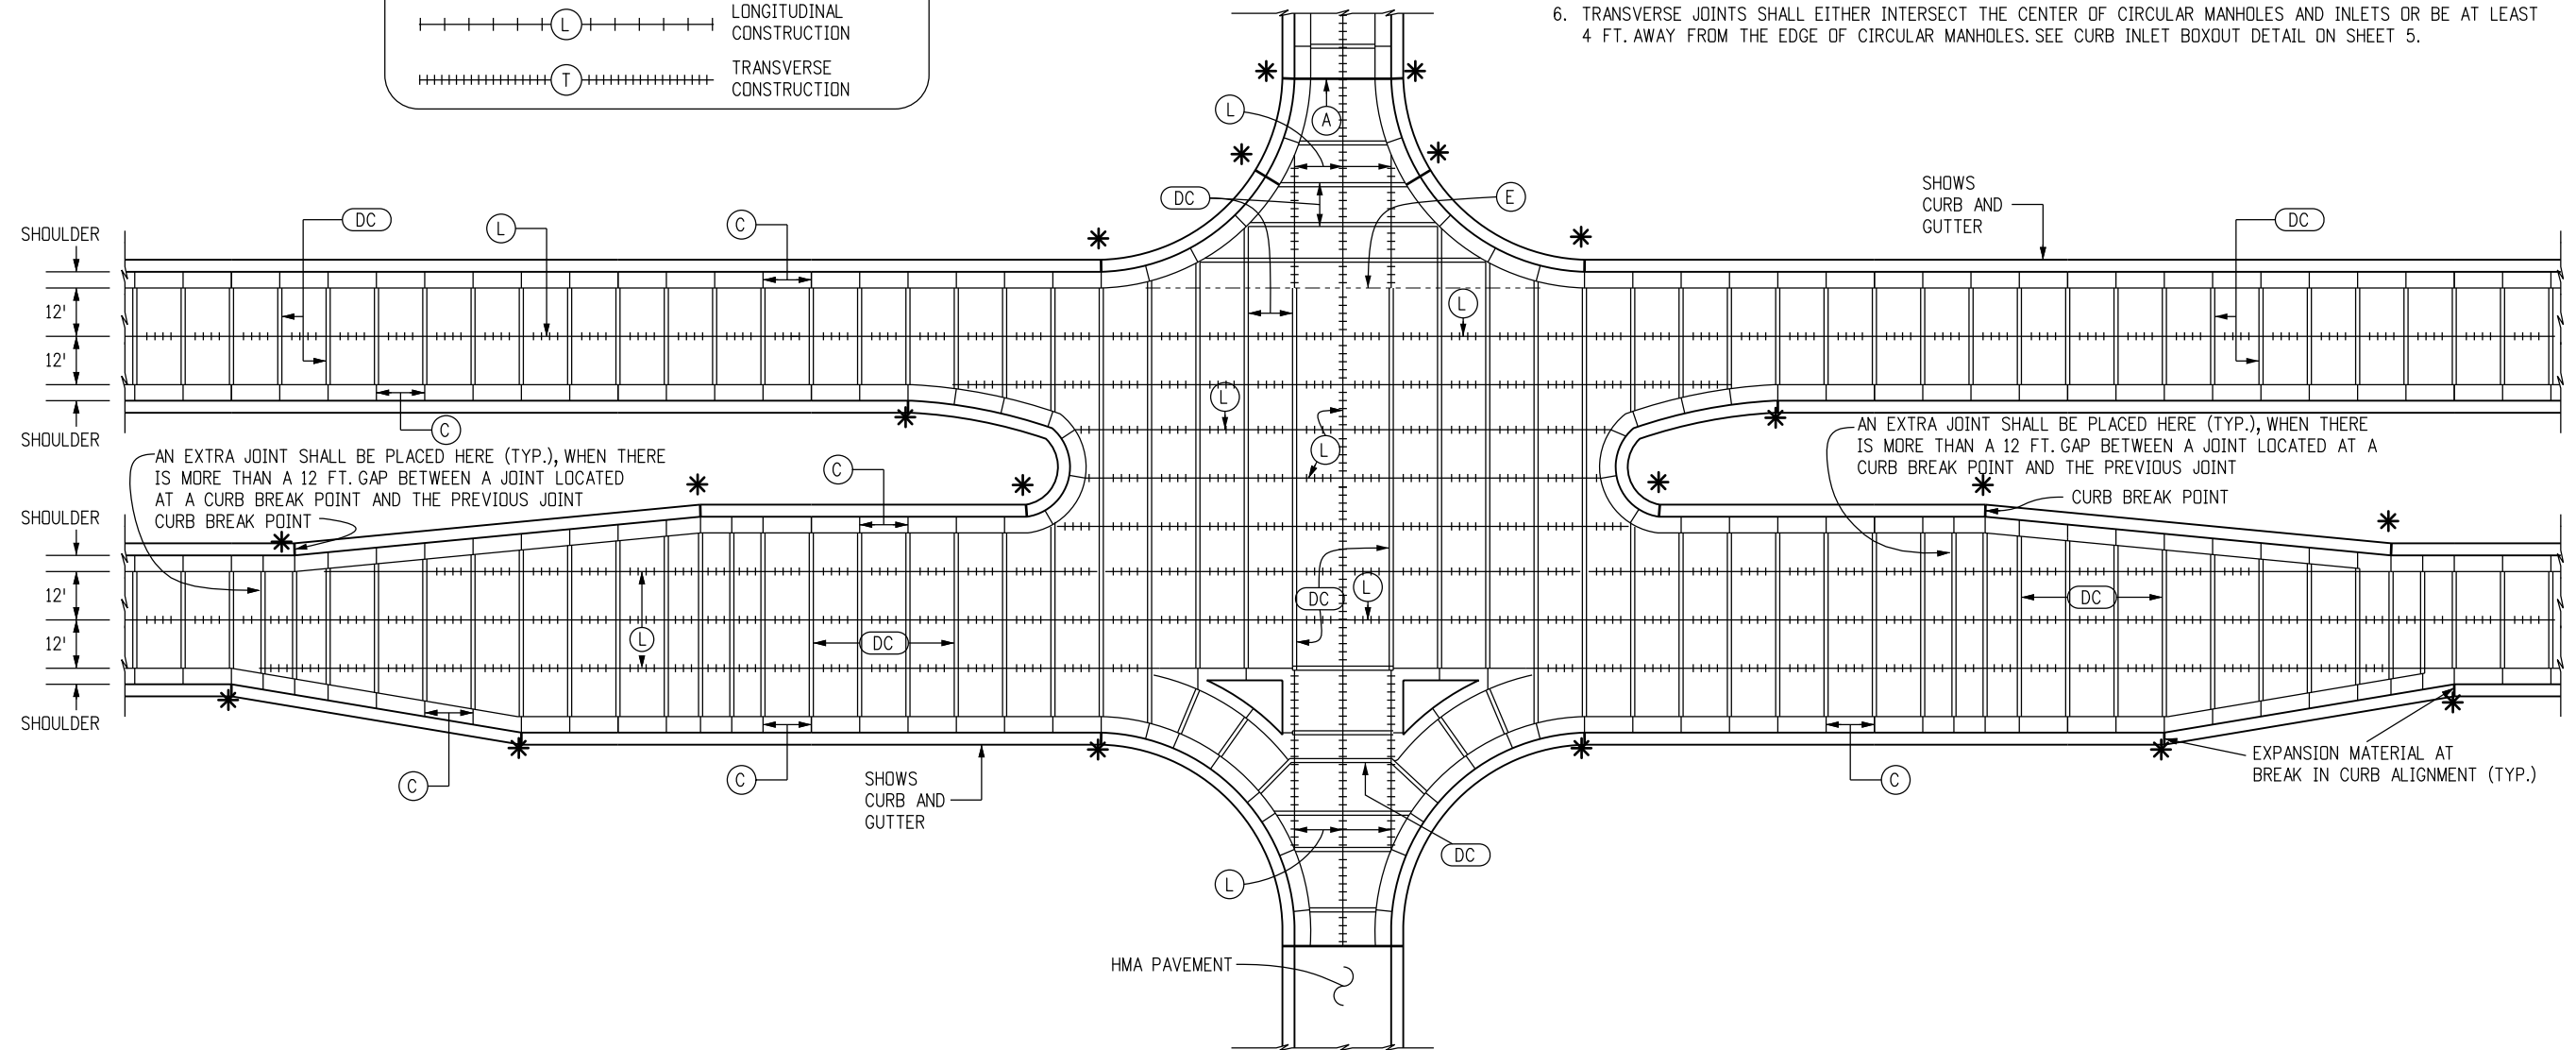 L
LONGITUDINAL
CONSTRUCTION
T
TRANSVERSE
CONSTRUCTION
6. TRANSVERSE JOINTS SHALL EITHER INTERSECT THE CENTER OF CIRCULAR MANHOLES AND INLETS OR BE AT LEAST
4 FT. AWAY FROM THE EDGE OF CIRCULAR MANHOLES. SEE CURB INLET BOXOUT DETAIL ON SHEET 5.
L
A
DC
E
SHOWS
CURB AND
GUTTER
DC
SHOULDER
DC
L
C
12'
12'
SHOULDER
C
L
L
L
AN EXTRA JOINT SHALL BE PLACED HERE (TYP.), WHEN THERE
IS MORE THAN A 12 FT. GAP BETWEEN A JOINT LOCATED
AT A CURB BREAK POINT AND THE PREVIOUS JOINT
CURB BREAK POINT
C
AN EXTRA JOINT SHALL BE PLACED HERE (TYP.), WHEN THERE
IS MORE THAN A 12 FT. GAP BETWEEN A JOINT LOCATED AT A
CURB BREAK POINT AND THE PREVIOUS JOINT
CURB BREAK POINT
SHOULDER
12'
12'
SHOULDER
L
DC
DC
L
DC
C
C
SHOWS
CURB AND
GUTTER
C
EXPANSION MATERIAL AT
BREAK IN CURB ALIGNMENT (TYP.)
L
DC
HMA PAVEMENT